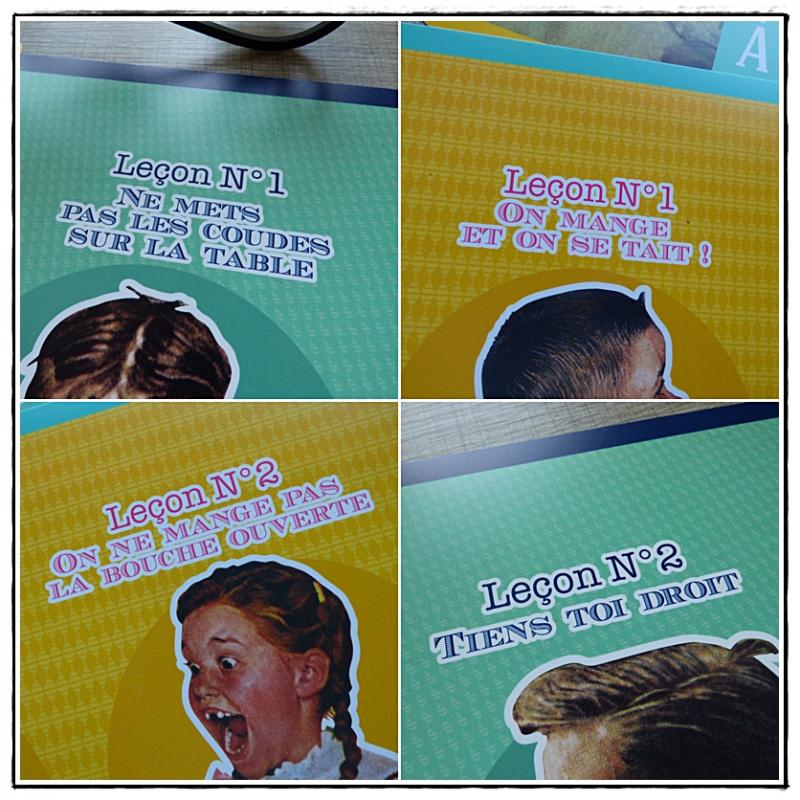 Leçon N°1
NE METS
PAS LES COUDES
SUR LA TABLE
A
Leçon N°1
ON MANGE
ET ON SE TAIT !
Leçon N°2
ON NE MANGE PAS
LA BOUCHE OUVERTE
Leçon N°2
TIENS TOI DROIT